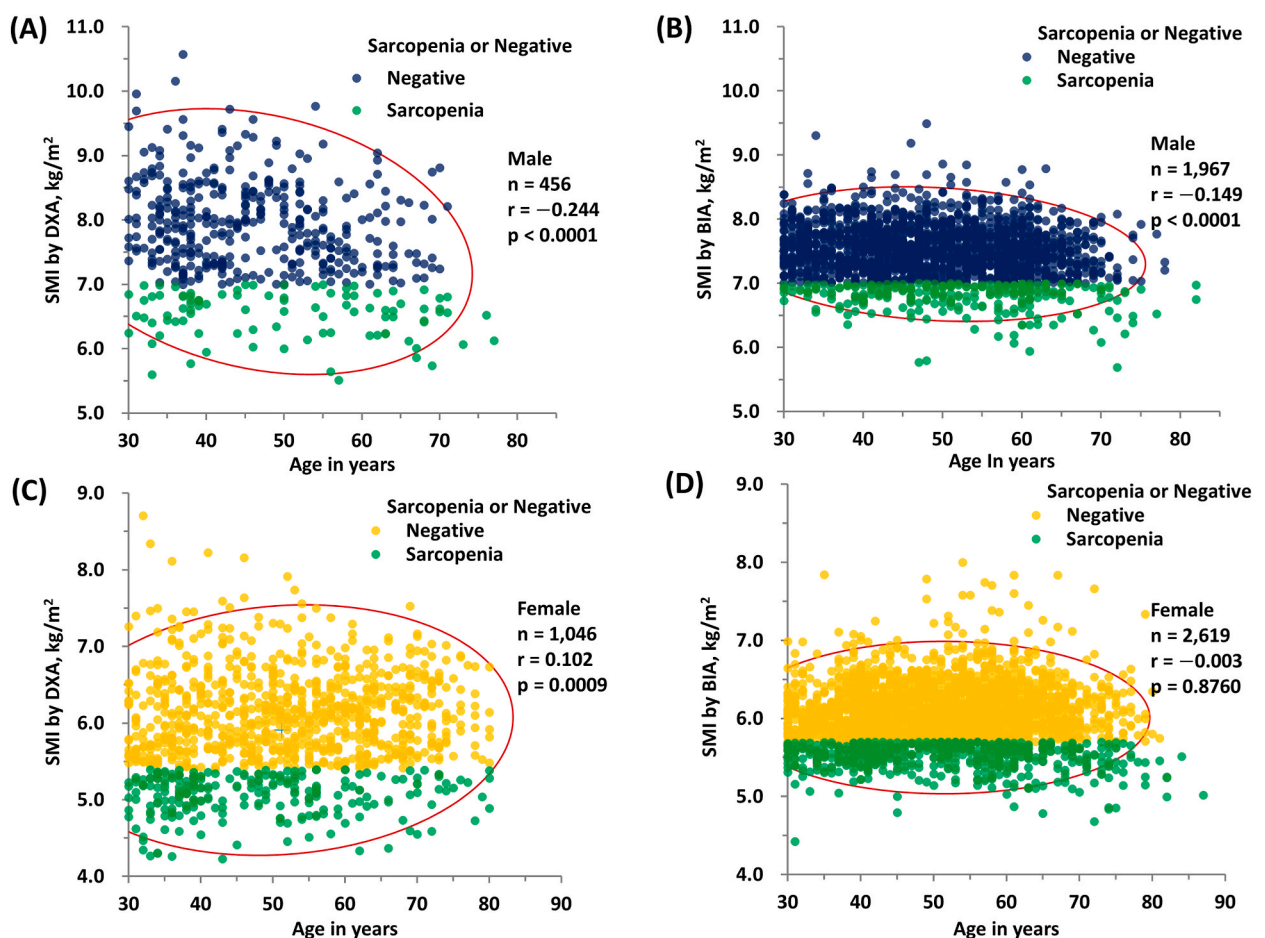 (A)
11.0
10.0
9.0
8.0
7.0
6.0
5.0
SMI by DXA, kg/m²
30 40 50 60 70 80
Age in years
Sarcopenia or Negative
Negative
Sarcopenia
Male
n = 456
r = −0.244
p < 0.0001
(B)
11.0
10.0
9.0
8.0
7.0
6.0
5.0
SMI by BIA, kg/m²
30 40 50 60 70 80
Age In years
Sarcopenia or Negative
Negative
Sarcopenia
Male
n = 1,967
r = −0.149
p < 0.0001
(C)
9.0
8.0
7.0
6.0
5.0
4.0
SMI by DXA, kg/m²
30 40 50 60 70 80 90
Age in years
Sarcopenia or Negative
Negative
Sarcopenia
Female
n = 1,046
r = 0.102
p = 0.0009
(D)
9.0
8.0
7.0
6.0
5.0
4.0
SMI by BIA, kg/m²
30 40 50 60 70 80 90
Age in years
Sarcopenia or Negative
Negative
Sarcopenia
Female
n = 2,619
r = −0.003
p = 0.8760